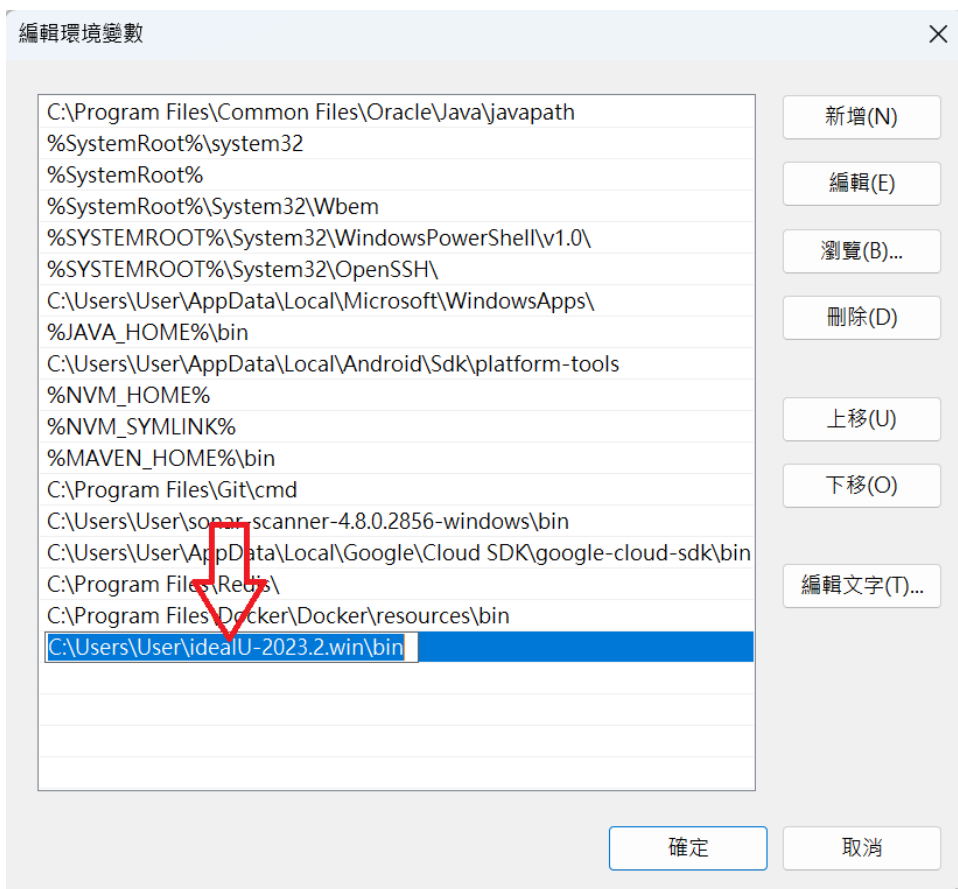 編輯環境變數
C:\Program Files\Common Files\Oracle\Java\javapath
%SystemRoot%\system32
%SystemRoot%
%SystemRoot%\System32\Wbem
%SYSTEMROOT%\System32\WindowsPowerShell\v1.0\
%SYSTEMROOT%\System32\OpenSSH\
C:\Users\User\AppData\Local\Microsoft\WindowsApps\
%JAVA_HOME%\bin
C:\Users\User\AppData\Local\Android\Sdk\platform-tools
%NVM_HOME%
%NVM_SYMLINK%
%MAVEN_HOME%\bin
C:\Program Files\Git\cmd
C:\Users\User\sonar-scanner-4.8.0.2856-windows\bin
C:\Users\User\AppData\Local\Google\Cloud SDK\google-cloud-sdk\bin
C:\Program Files\Redis\
C:\Program Files\Docker\Docker\resources\bin
C:\Users\User\ideaIU-2023.2.win\bin
新增(N)
編輯(E)
瀏覽(B)...
刪除(D)
上移(U)
下移(O)
編輯文字(T)...
確定
取消